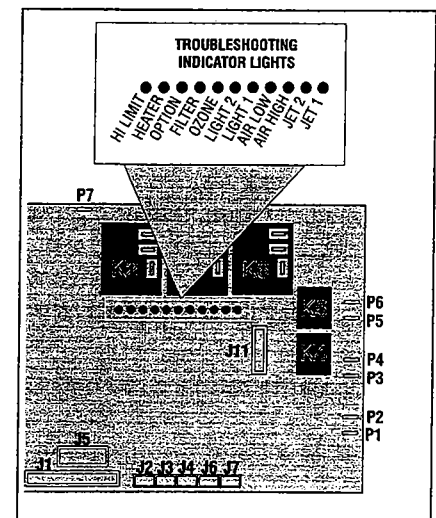 TROUBLESHOOTING
INDICATOR LIGHTS
HI LIMIT
HEATER
OPTION
FILTER
OZONE
LIGHT 2
LIGHT 1
AIR LOW
AIR HIGH
JET 2
JET 1
P7
P6
P5
J11
P4
P3
P2
P1
J5
J1
J2 J3 J4 J6 J7